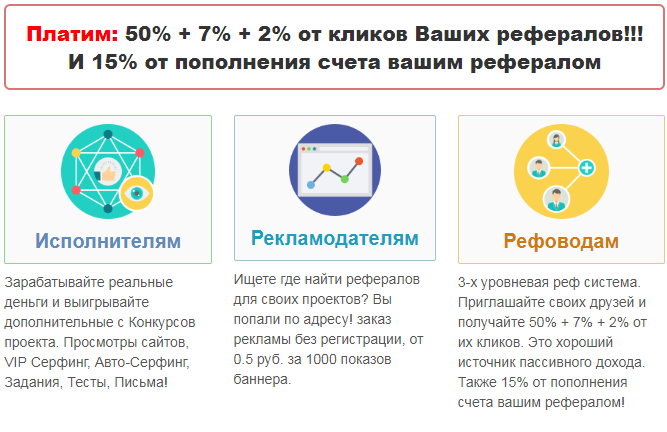 Платим: 50% + 7% + 2% от кликов Ваших рефералов!!!
И 15% от пополнения счета вашим рефералом
Исполнителям
Зарабатывайте реальные
деньги и выигрывайте
дополнительные с Конкурсов
проекта. Просмотры сайтов,
VIP Серфинг, Авто-Серфинг,
Задания, Тесты, Письма!
Рекламодателям
Ищете где найти рефералов
для своих проектов? Вы
попали по адресу! заказ
рекламы без регистрации, от
0.5 руб. за 1000 показов
баннера.
Рефоводам
3-х уровневая реф система.
Приглашайте своих друзей и
получайте 50% + 7% + 2% от
их кликов. Это хороший
источник пассивного дохода.
Также 15% от пополнения
счета вашим рефералом!